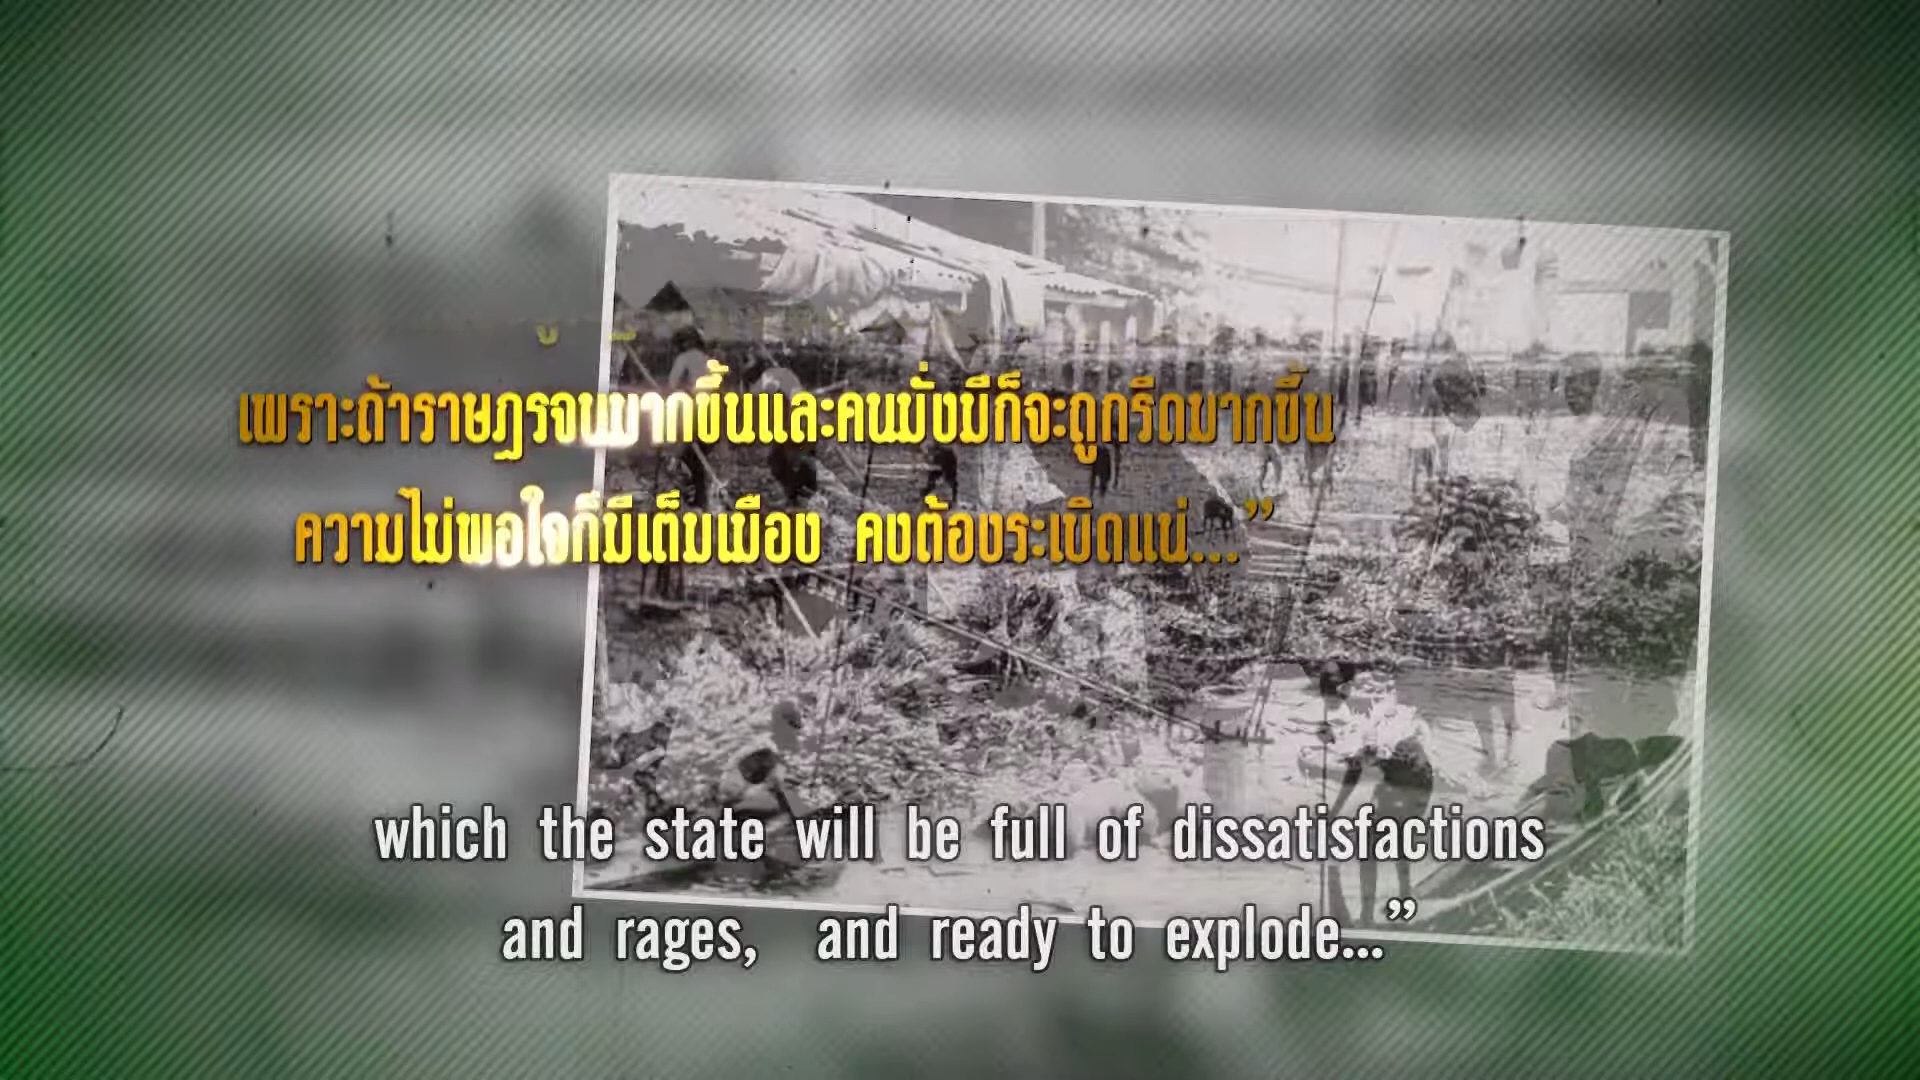 เพราะถ้าราษฎรจนมากขึ้นและคนมั่งมีก็จะถูกรีดมากขึ้น
ความไม่พอใจก็มีเต็มเมือง คงต้องระเบิดแน่...”
which the state will be full of dissatisfactions
and rages, and ready to explode...”